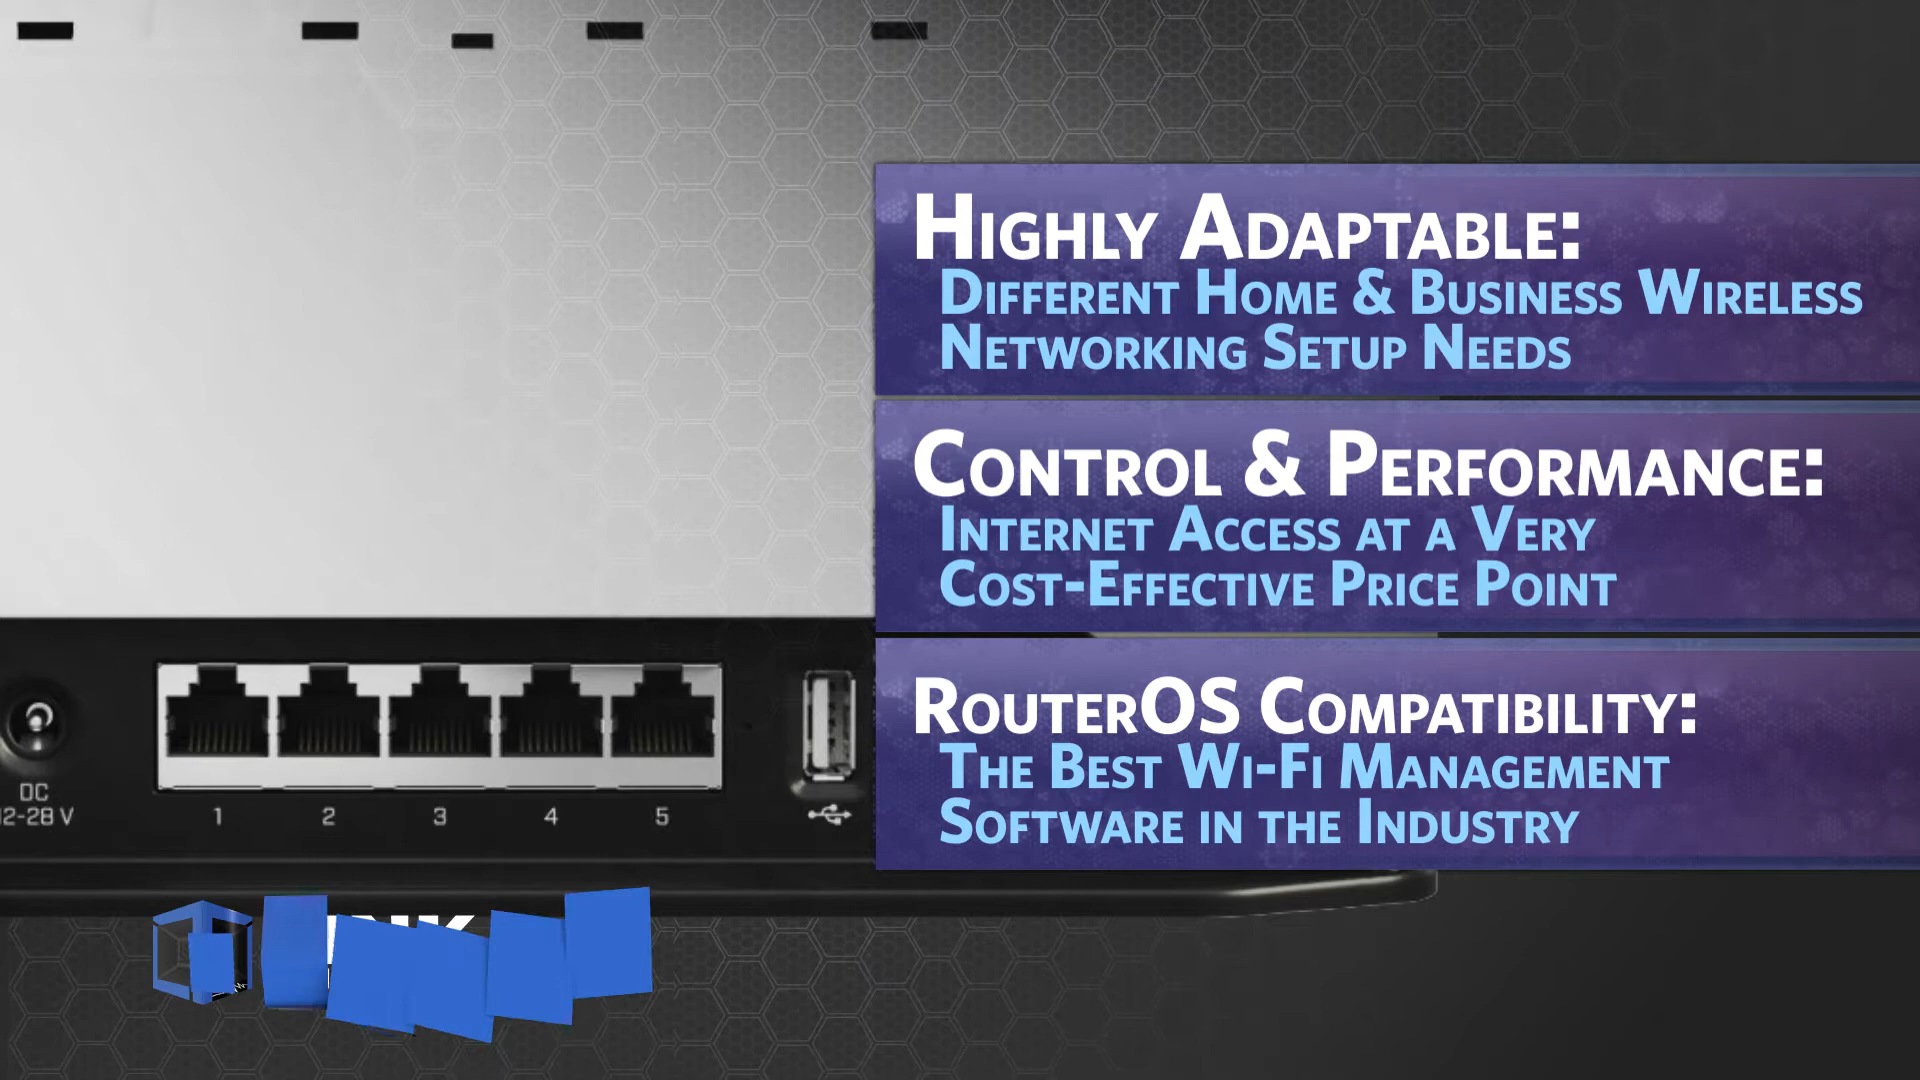 Highly Adaptable:
Different Home & Business Wireless
Networking Setup Needs
Control & Performance:
Internet Access at a Very
Cost-Effective Price Point
RouterOS Compatibility:
The Best Wi-Fi Management
Software in the Industry
DC
12-28 V
1 2 3 4 5